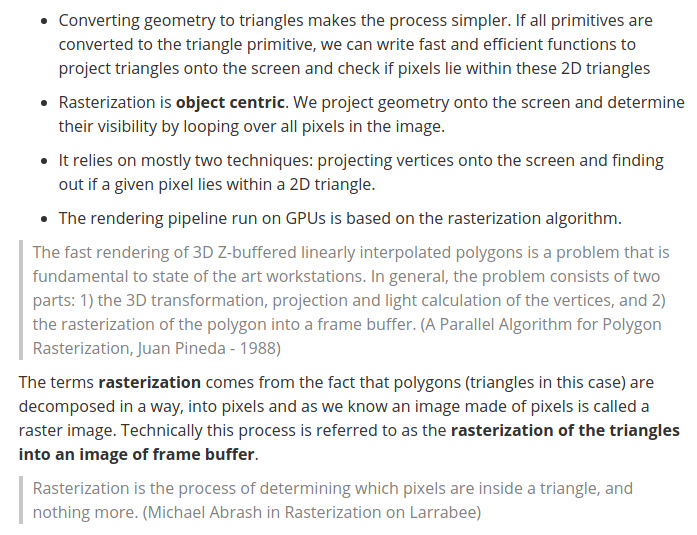 • Converting geometry to triangles makes the process simpler. If all primitives are
converted to the triangle primitive, we can write fast and efficient functions to
project triangles onto the screen and check if pixels lie within these 2D triangles
• Rasterization is object centric. We project geometry onto the screen and determine
their visibility by looping over all pixels in the image.
• It relies on mostly two techniques: projecting vertices onto the screen and finding
out if a given pixel lies within a 2D triangle.
• The rendering pipeline run on GPUs is based on the rasterization algorithm.
The fast rendering of 3D Z-buffered linearly interpolated polygons is a problem that is
fundamental to state of the art workstations. In general, the problem consists of two
parts: 1) the 3D transformation, projection and light calculation of the vertices, and 2)
the rasterization of the polygon into a frame buffer. (A Parallel Algorithm for Polygon
Rasterization, Juan Pineda - 1988)
The terms rasterization comes from the fact that polygons (triangles in this case) are
decomposed in a way, into pixels and as we know an image made of pixels is called a
raster image. Technically this process is referred to as the rasterization of the triangles
into an image of frame buffer.
Rasterization is the process of determining which pixels are inside a triangle, and
nothing more. (Michael Abrash in Rasterization on Larrabee)